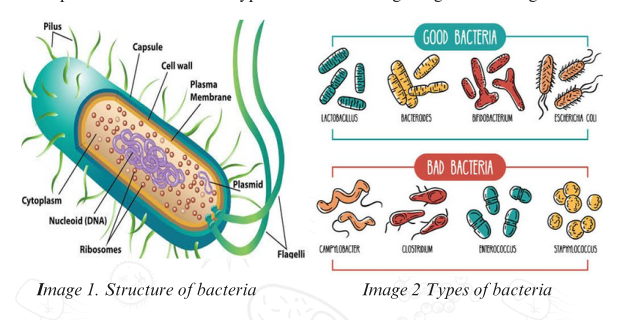 Pilus
Capsule
Cell wall
Plasma
Membrane
Cytoplasm
Nucleoid (DNA)
Ribosomes
Plasmid
Flagelli
Image 1. Structure of bacteria
GOOD BACTERIA
LACTOBACILLUS BACTEROIDES BIFIDOBACTERIUM ESCHERICHIA COLI
BAD BACTERIA
CAMPYLOBACTER CLOSTRIDIUM ENTEROCOCCUS STAPHYLOCOCCUS
Image 2 Types of bacteria